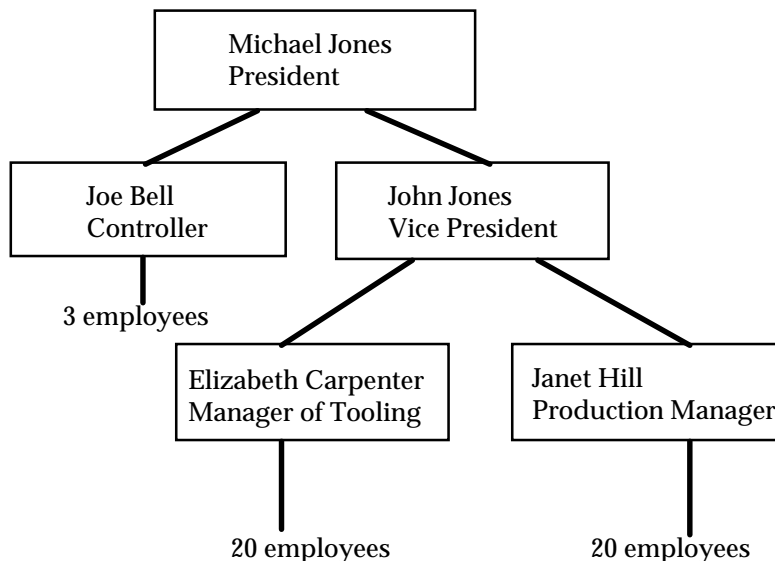 Michael Jones
President
Joe Bell
Controller
John Jones
Vice President
3 employees
Elizabeth Carpenter
Manager of Tooling
Janet Hill
Production Manager
20 employees
20 employees